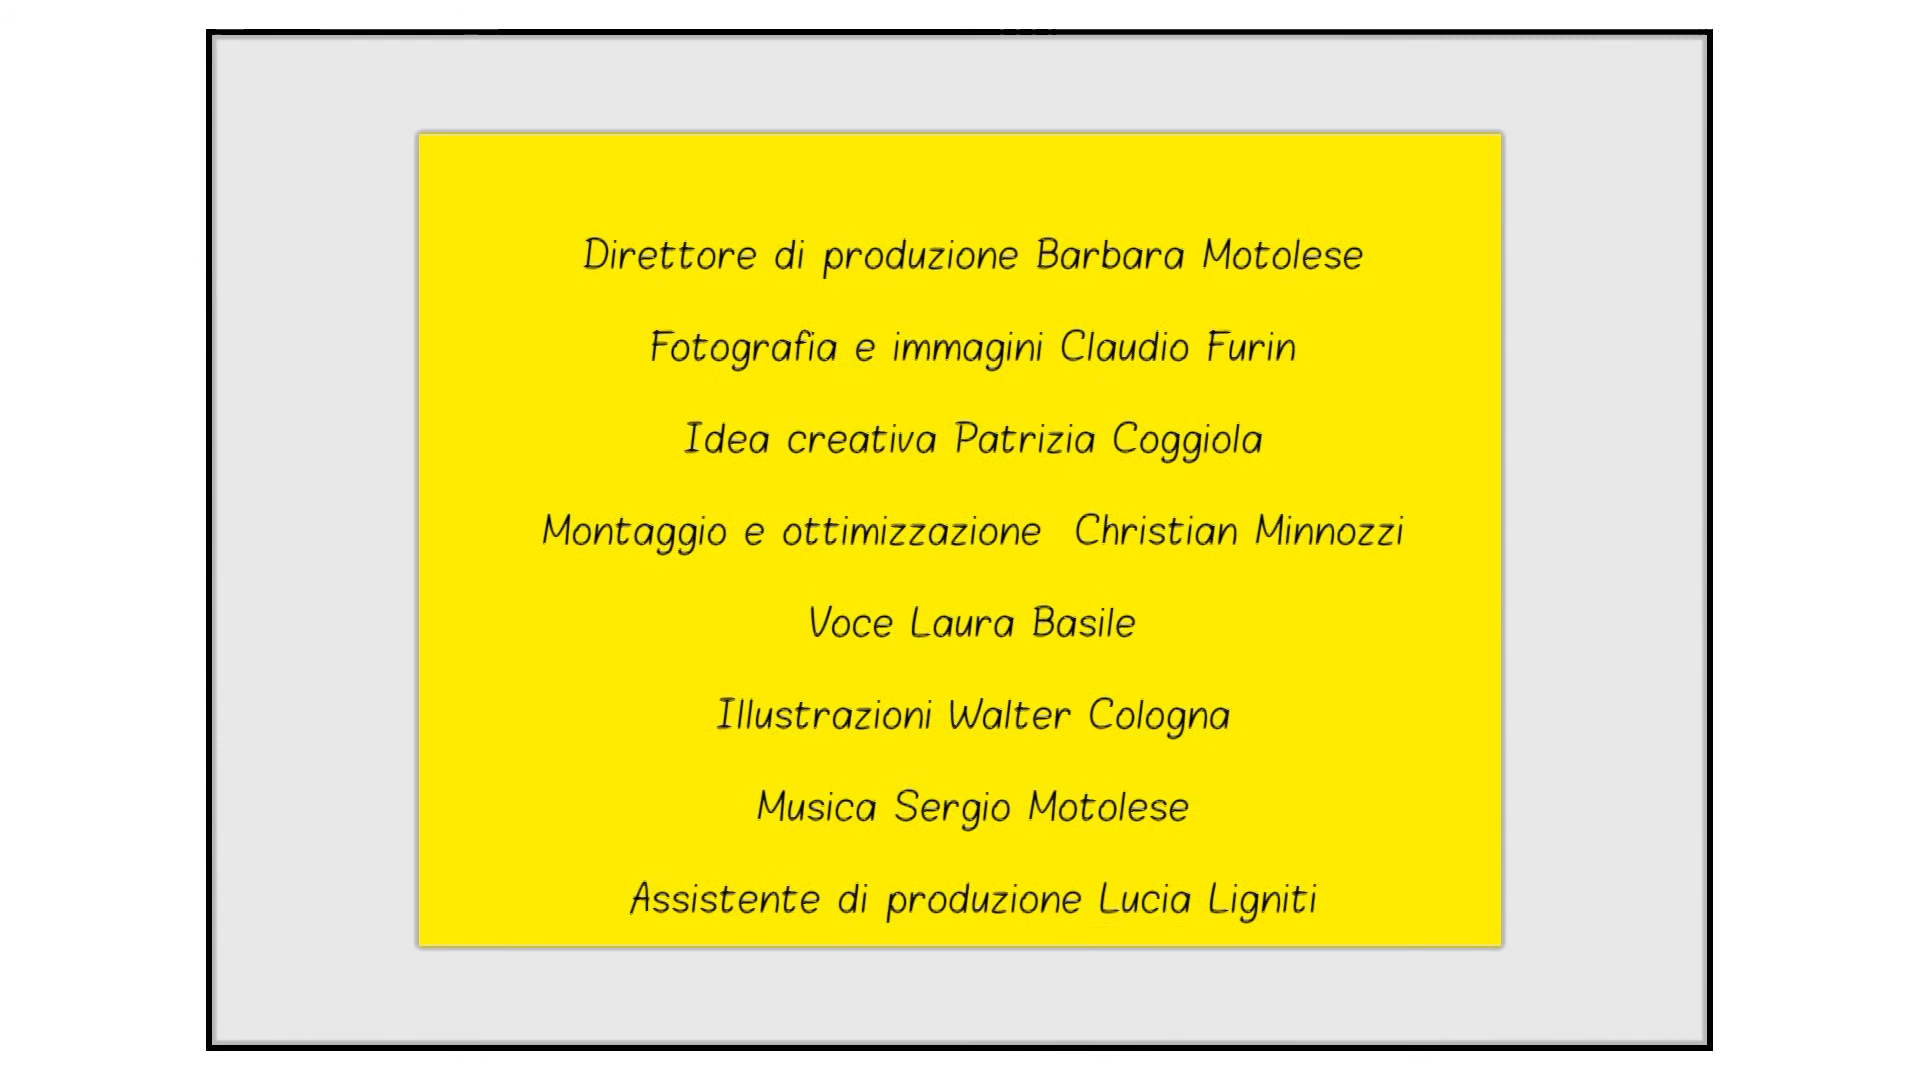 Direttore di produzione Barbara Motolese
Fotografia e immagini Claudio Furin
Idea creativa Patrizia Coggiola
Montaggio e ottimizzazione  Christian Minnozzi
Voce Laura Basile
Illustrazioni Walter Cologna
Musica Sergio Motolese
Assistente di produzione Lucia Ligniti